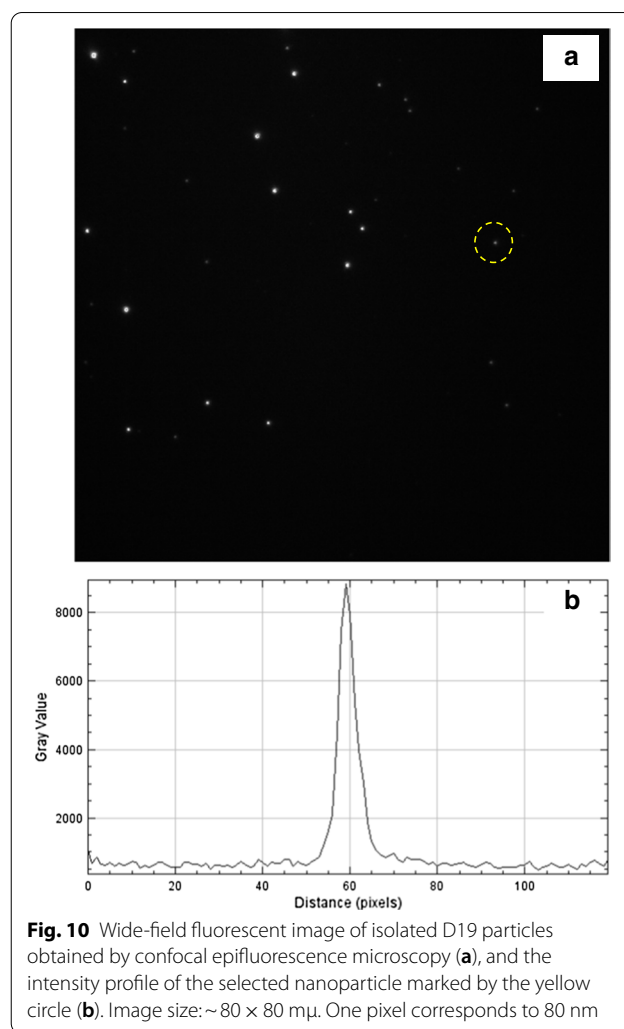 a
b
8000
6000
4000
2000
Gray Value
0 20 40 60 80 100
Distance (pixels)
Fig. 10 Wide-field fluorescent image of isolated D19 particles
obtained by confocal epifluorescence microscopy (a), and the
intensity profile of the selected nanoparticle marked by the yellow
circle (b). Image size: ~ 80 × 80 mμ. One pixel corresponds to 80 nm